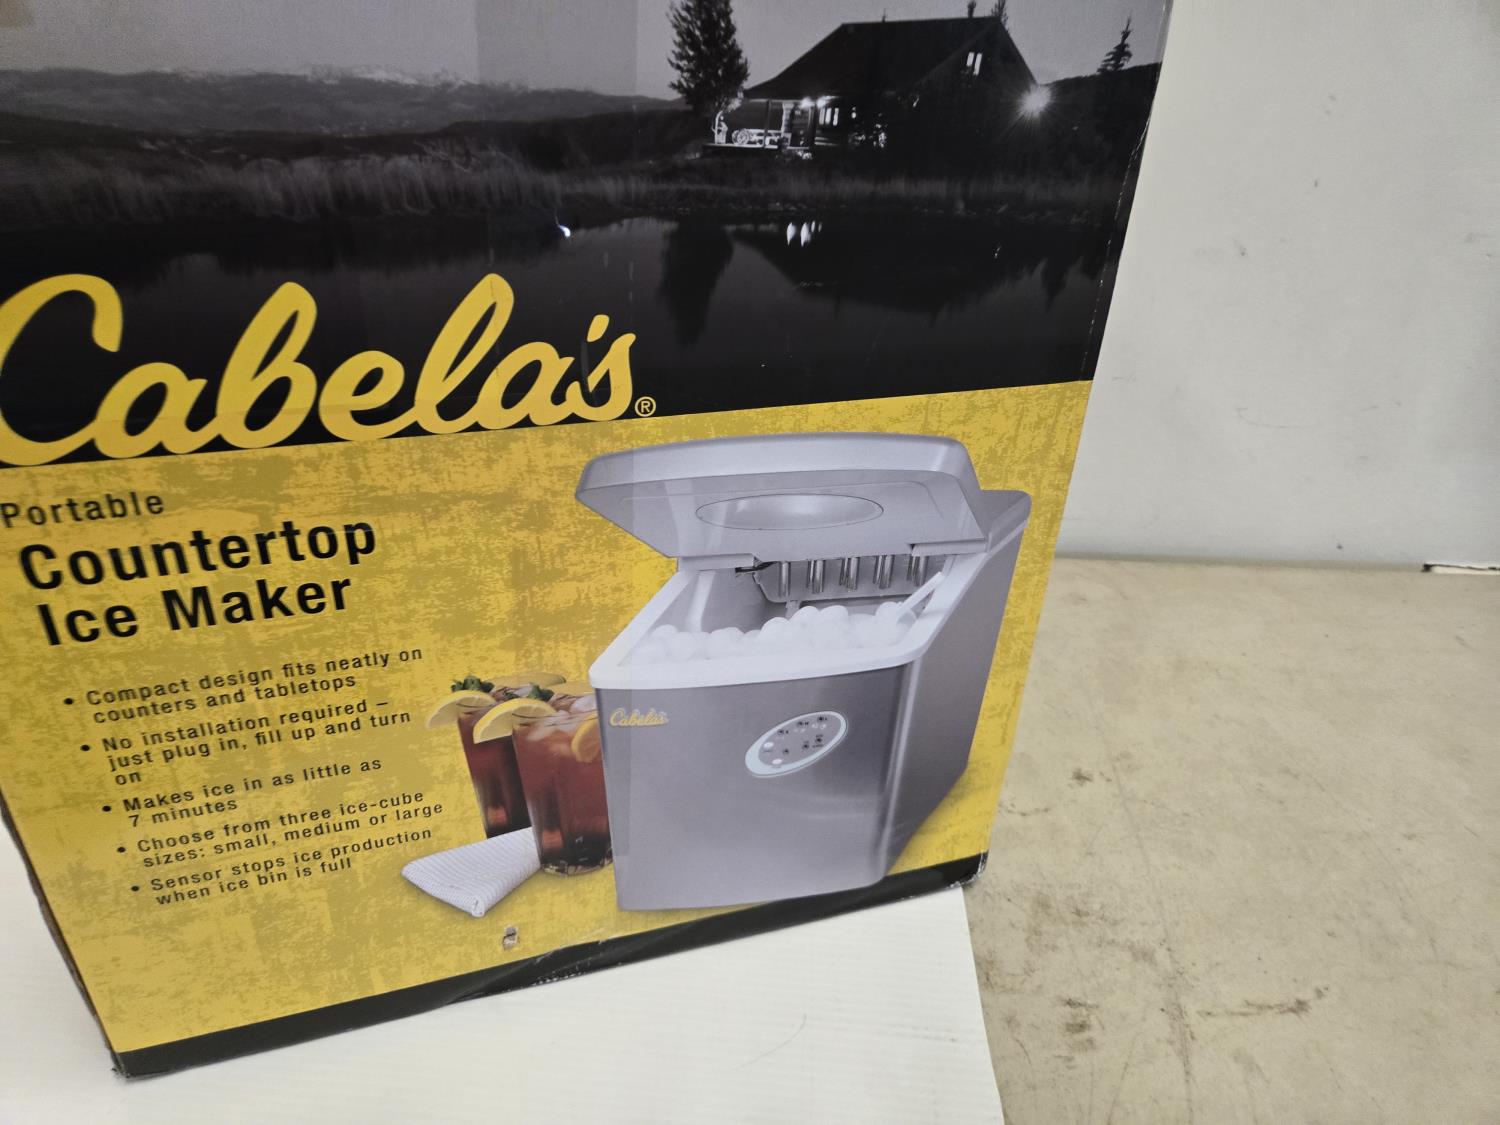 Cabela's®
Portable
Countertop
Ice Maker
• Compact design fits neatly on
counters and tabletops
• No installation required –
just plug in, fill up and turn
on
• Makes ice in as little as
7 minutes
• Choose from three ice-cube
sizes: small, medium or large
• Sensor stops ice production
when ice bin is full
Cabela's